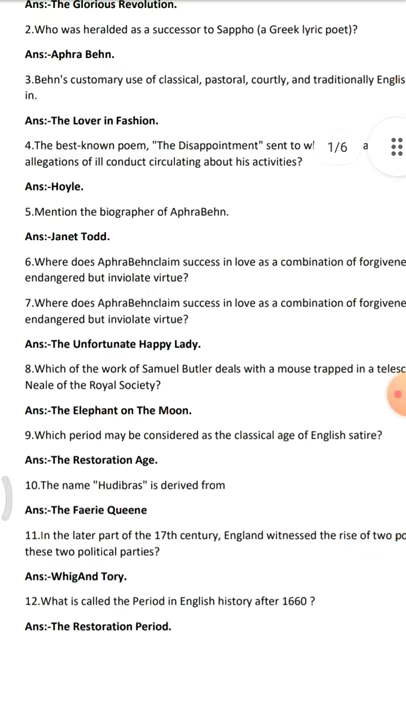 Ans:-The Glorious Revolution.
2.Who was heralded as a successor to Sappho (a Greek lyric poet)?
Ans:-Aphra Behn.
3.Behn's customary use of classical, pastoral, courtly, and traditionally Englis
in.
Ans:-The Lover in Fashion.
4.The best-known poem, "The Disappointment" sent to 1/6 a
allegations of ill conduct circulating about his activities?
Ans:-Hoyle.
5.Mention the biographer of AphraBehn.
Ans:-Janet Todd.
6.Where does AphraBehnclaim success in love as a combination of forgivene
endangered but inviolate virtue?
7.Where does AphraBehnclaim success in love as a combination of forgivene
endangered but inviolate virtue?
Ans:-The Unfortunate Happy Lady.
8.Which of the work of Samuel Butler deals with a mouse trapped in a telesc
Neale of the Royal Society?
Ans:-The Elephant on The Moon.
9.Which period may be considered as the classical age of English satire?
Ans:-The Restoration Age.
10.The name "Hudibras" is derived from
Ans:-The Faerie Queene
11.In the later part of the 17th century, England witnessed the rise of two po
these two political parties?
Ans:-WhigAnd Tory.
12.What is called the Period in English history after 1660 ?
Ans:-The Restoration Period.